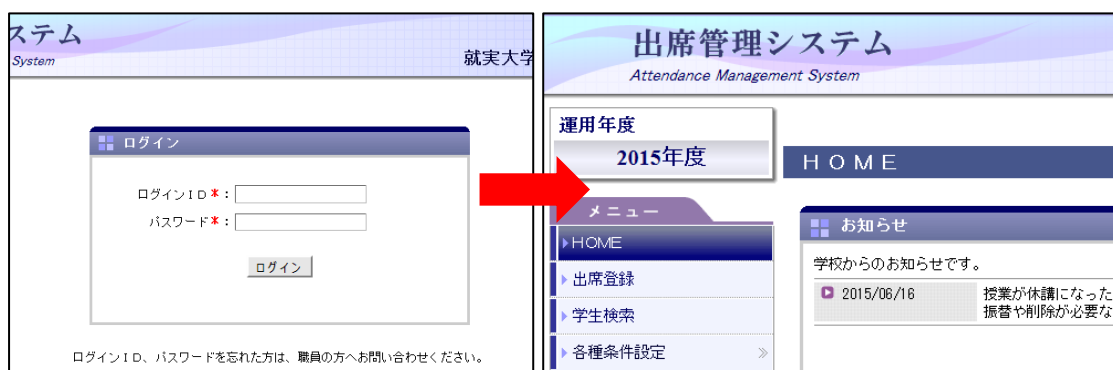 ステム
System
就実大学
ログイン
ログインID*：
パスワード*：
ログイン
ログインID、パスワードを忘れた方は、職員の方へお問い合わせください。
出席管理システム
Attendance Management System
運用年度
2015年度
HOME
メニュー
HOME
出席登録
学生検索
各種条件設定
お知らせ
学校からのお知らせです。
2015/06/16 授業が休講になった
振替や削除が必要な